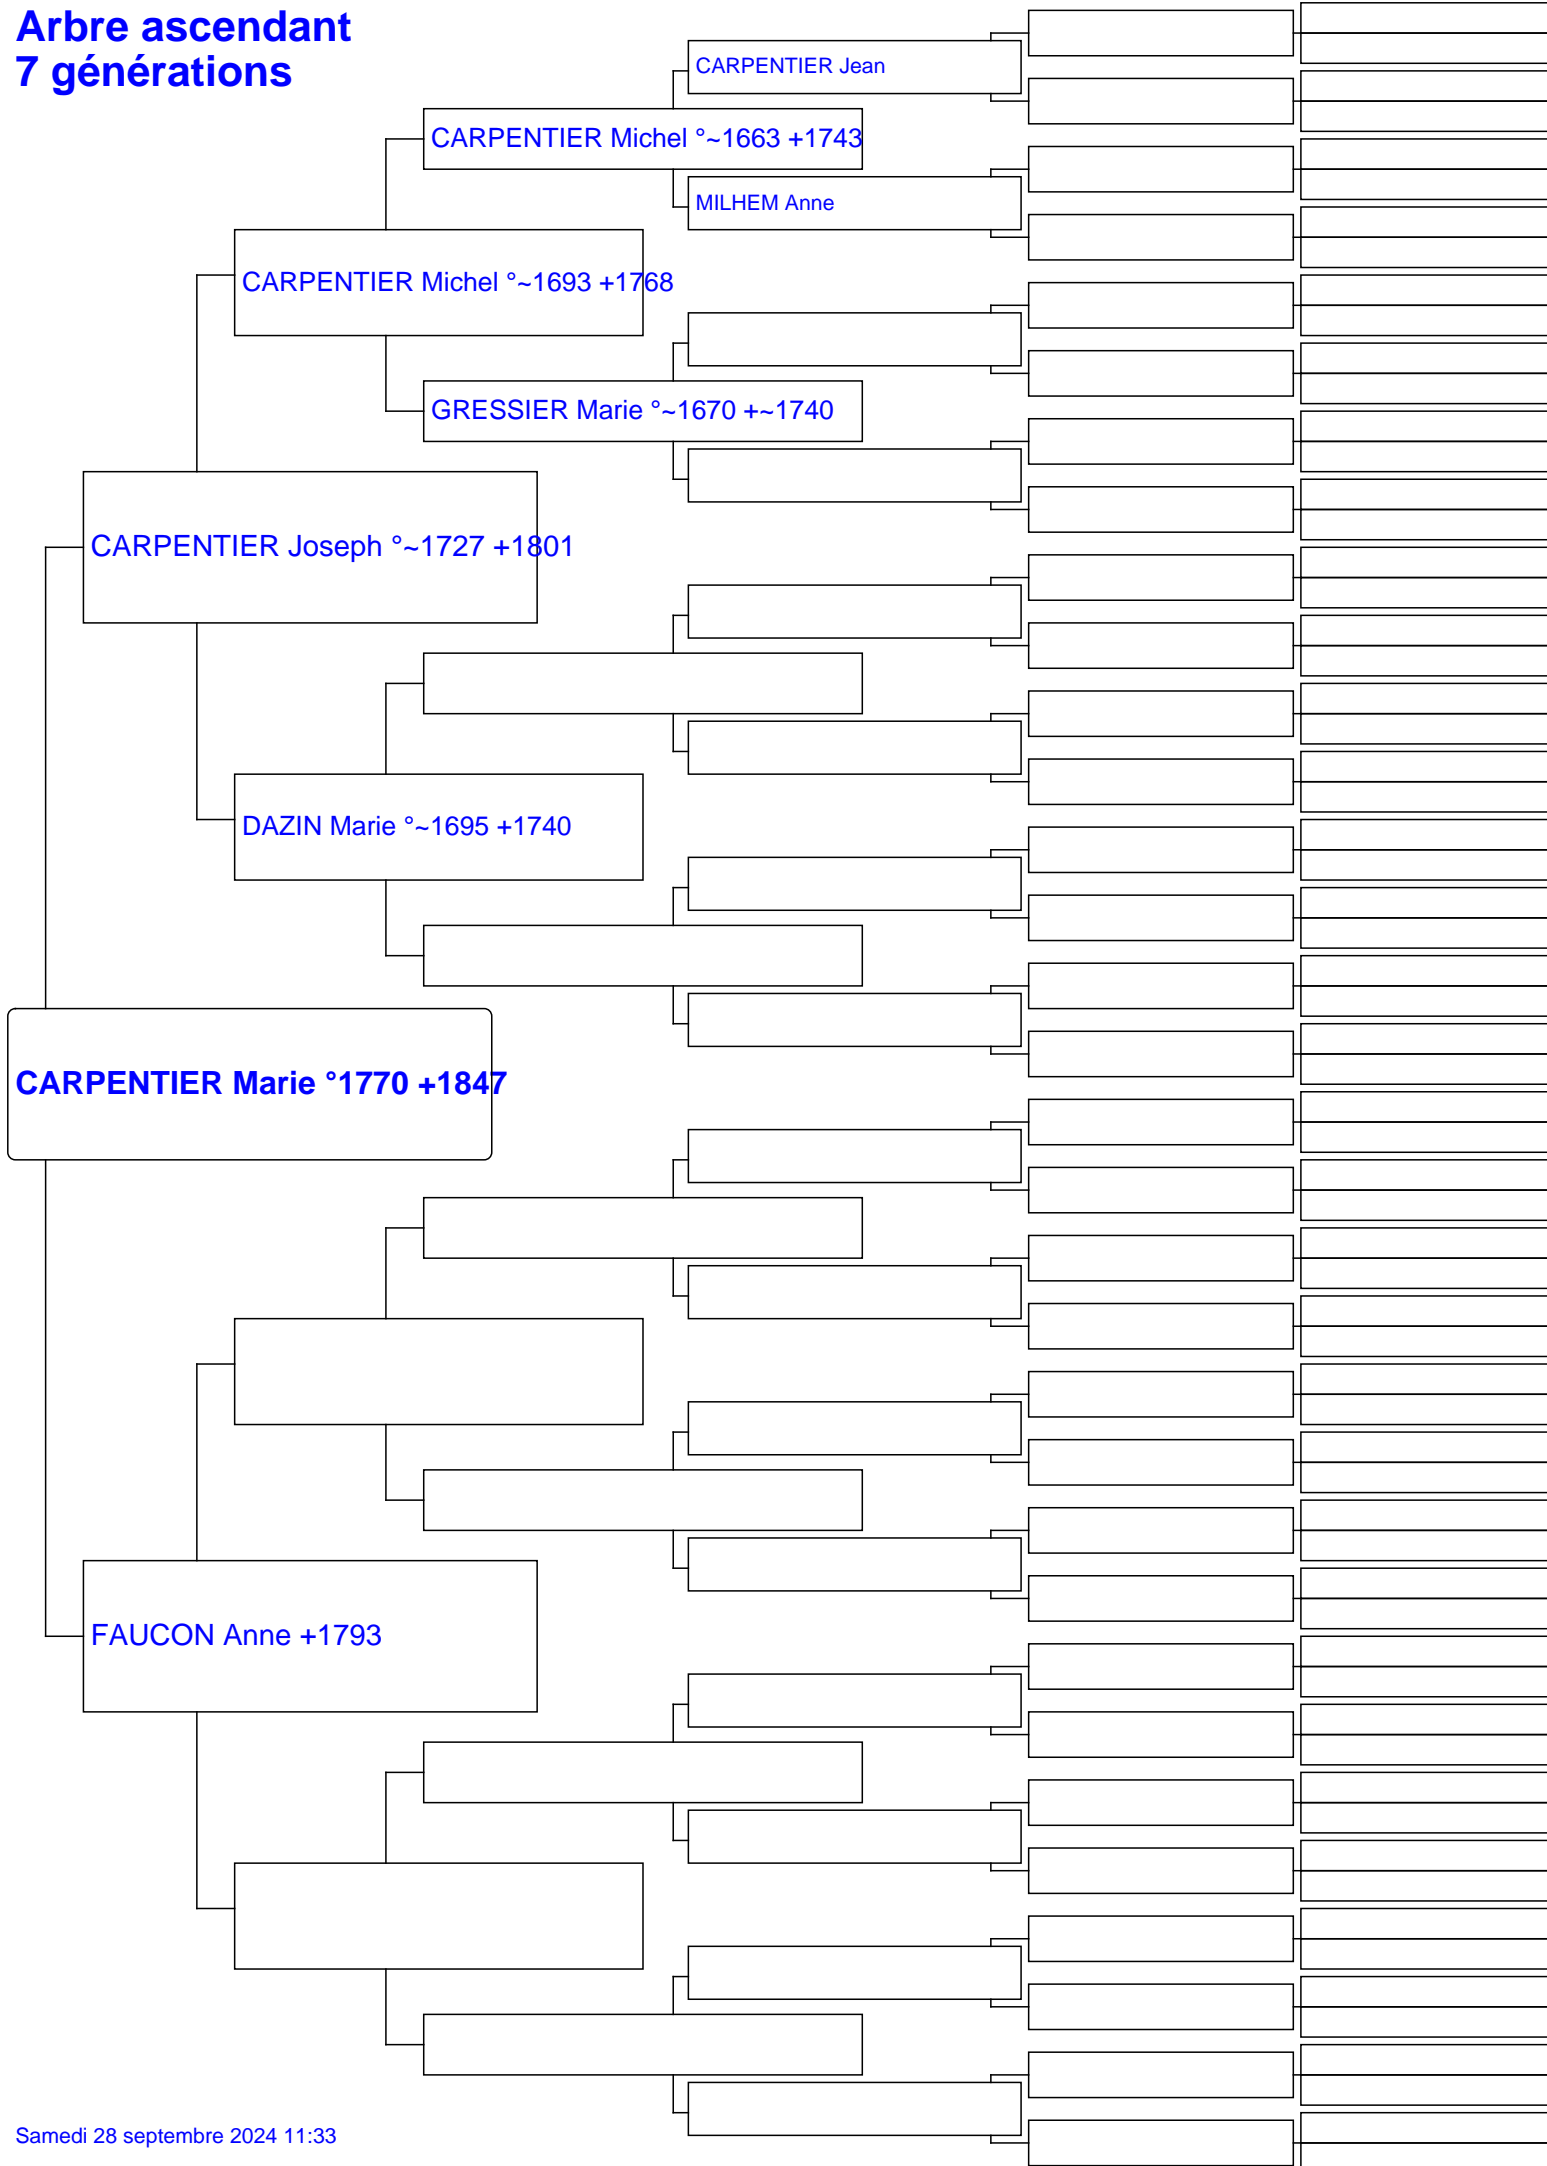 Arbre ascendant
7 générations
CARPENTIER Jean
CARPENTIER Michel °~1663 +1743
MILHEM Anne
CARPENTIER Michel °~1693 +1768
GRESSIER Marie °~1670 +~1740
CARPENTIER Joseph °~1727 +1801
DAZIN Marie °~1695 +1740
CARPENTIER Marie °1770 +1847
FAUCON Anne +1793
Samedi 28 septembre 2024 11:33